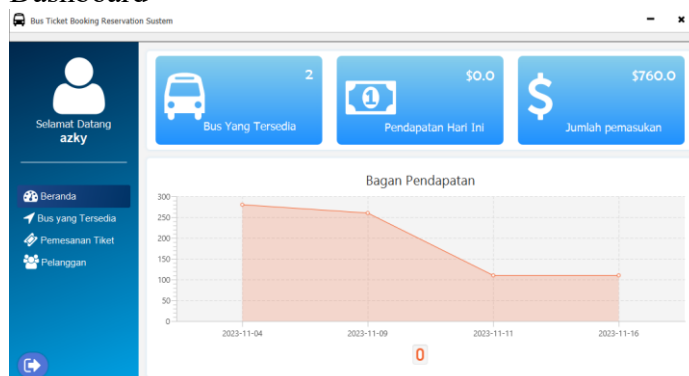 Dashboard
Bus Ticket Booking Reservation Sustem
2
Bus Yang Tersedia
$0.0
Pendapatan Hari Ini
$760.0
Jumlah pemasukan
Selamat Datang
azky
Beranda
Bus yang Tersedia
Pemesanan Tiket
Pelanggan
Bagan Pendapatan
300
250
200
150
100
50
0
2023-11-04 2023-11-09 2023-11-11 2023-11-16
0